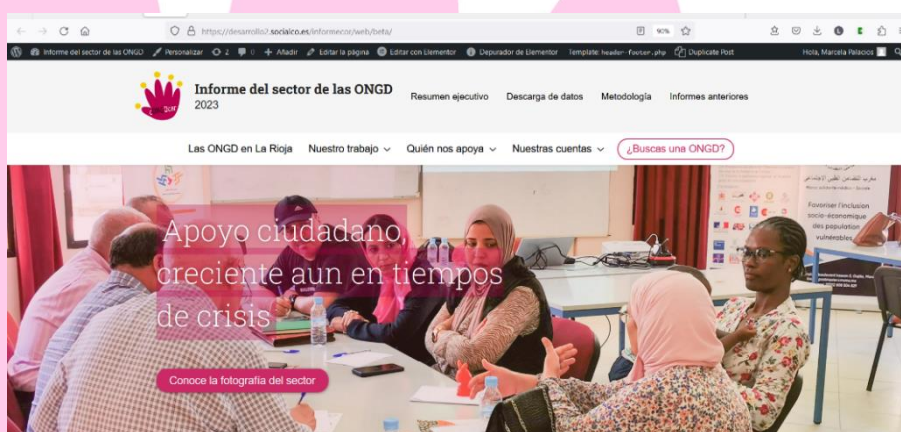 https://desarrollo2.socialco.es/informecor/web/beta/
90%
Informe del sector de las ONGD Personalizar 2 0 Añadir Editar la página Editar con Elementor Depurador de Elementor Template: header-footer.php Duplicate Post Hola, Marcela Palacios
Informe del sector de las ONGD
2023
Resumen ejecutivo Descarga de datos Metodología Informes anteriores
Las ONGD en La Rioja Nuestro trabajo Quién nos apoya Nuestras cuentas ¿Buscas una ONGD?
Apoyo ciudadano,
creciente aun en tiempos
de crisis
Conoce la fotografía del sector
Favoriser l'inclusion
socio-économique
des population
vulnérables